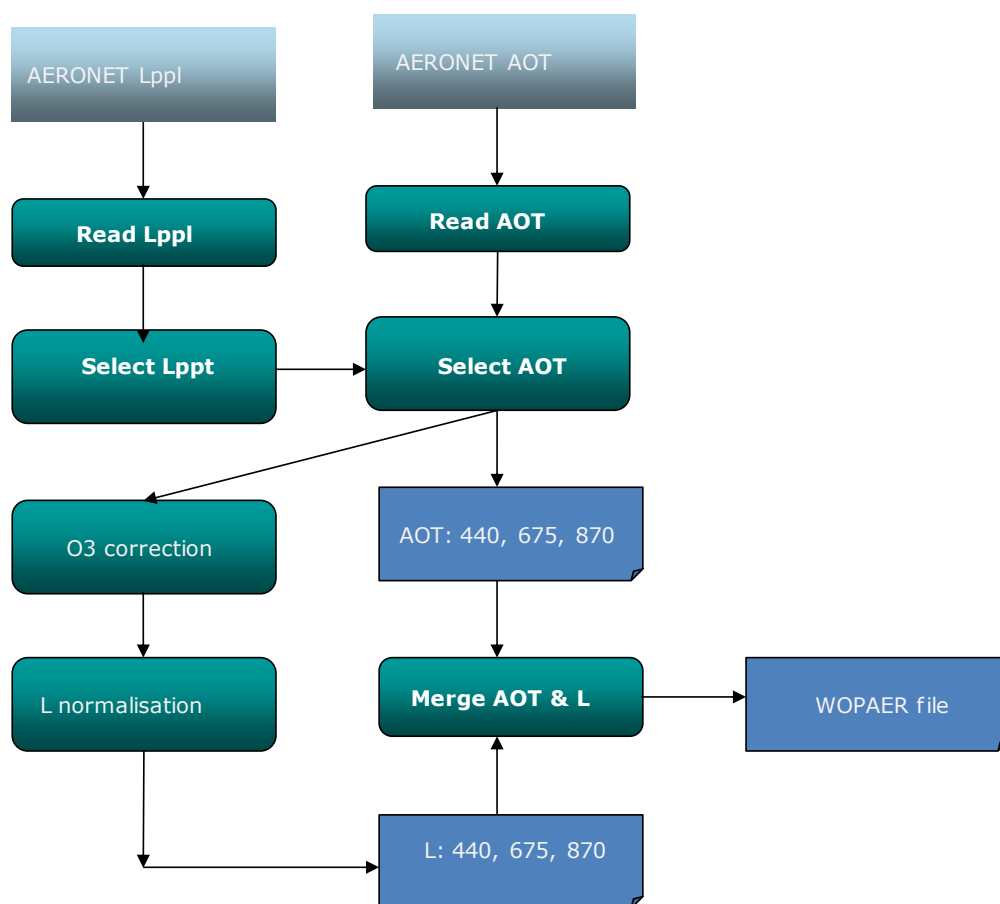 AERONET Lppl
AERONET AOT
Read Lppl
Read AOT
Select Lppt
Select AOT
O3 correction
AOT: 440, 675, 870
L normalisation
Merge AOT & L
WOPAER file
L: 440, 675, 870